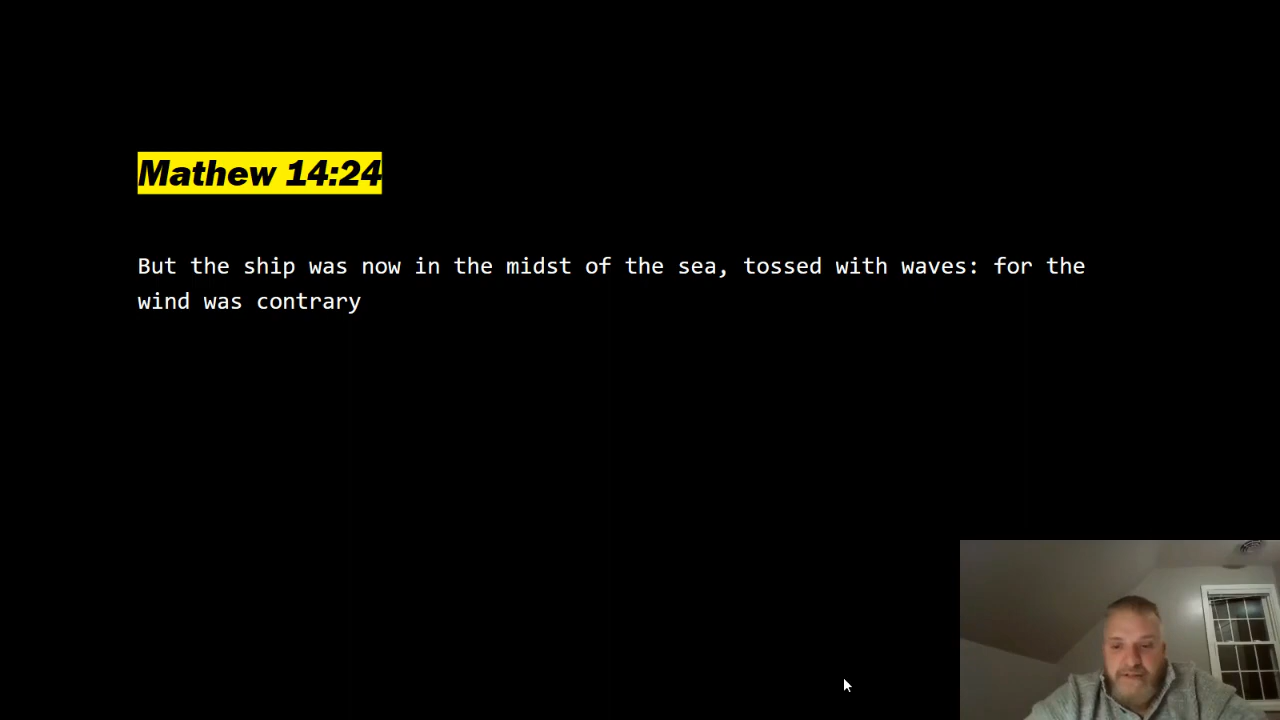 Mathew 14:24
But the ship was now in the midst of the sea, tossed with waves: for the
wind was contrary